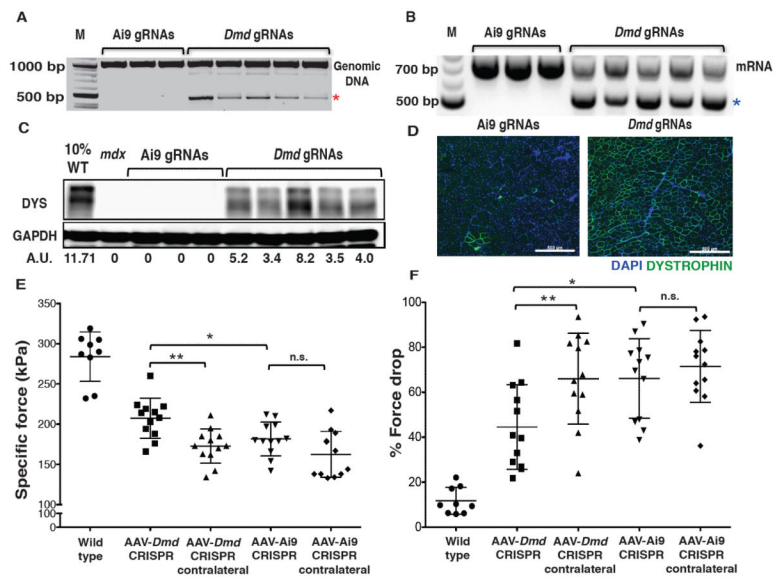 A
M Ai9 gRNAs Dmd gRNAs
1000 bp
Genomic
DNA
500 bp
*
B
M Ai9 gRNAs Dmd gRNAs
700 bp
mRNA
500 bp
*
C
10%
WT mdx Ai9 gRNAs Dmd gRNAs
DYS
GAPDH
A.U. 11.71 0 0 0 0 5.2 3.4 8.2 3.5 4.0
D
Ai9 gRNAs Dmd gRNAs
DAPI DYSTROPHIN
E
Specific force (kPa)
350
300
250
200
150
100
100
0
*
**
n.s.
Wild
type
AAV-Dmd
CRISPR
AAV-Dmd
CRISPR
contralateral
AAV-Ai9
CRISPR
AAV-Ai9
CRISPR
contralateral
F
% Force drop
100
80
60
40
20
0
*
**
n.s.
Wild
type
AAV-Dmd
CRISPR
AAV-Dmd
CRISPR
contralateral
AAV-Ai9
CRISPR
AAV-Ai9
CRISPR
contralateral